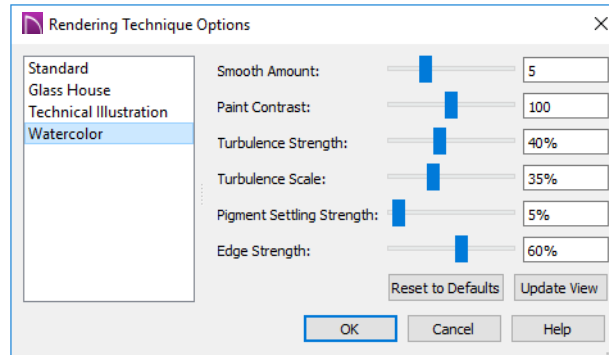 Rendering Technique Options
Standard
Glass House
Technical Illustration
Watercolor
Smooth Amount: 5
Paint Contrast: 100
Turbulence Strength: 40%
Turbulence Scale: 35%
Pigment Settling Strength: 5%
Edge Strength: 60%
Reset to Defaults Update View
OK Cancel Help